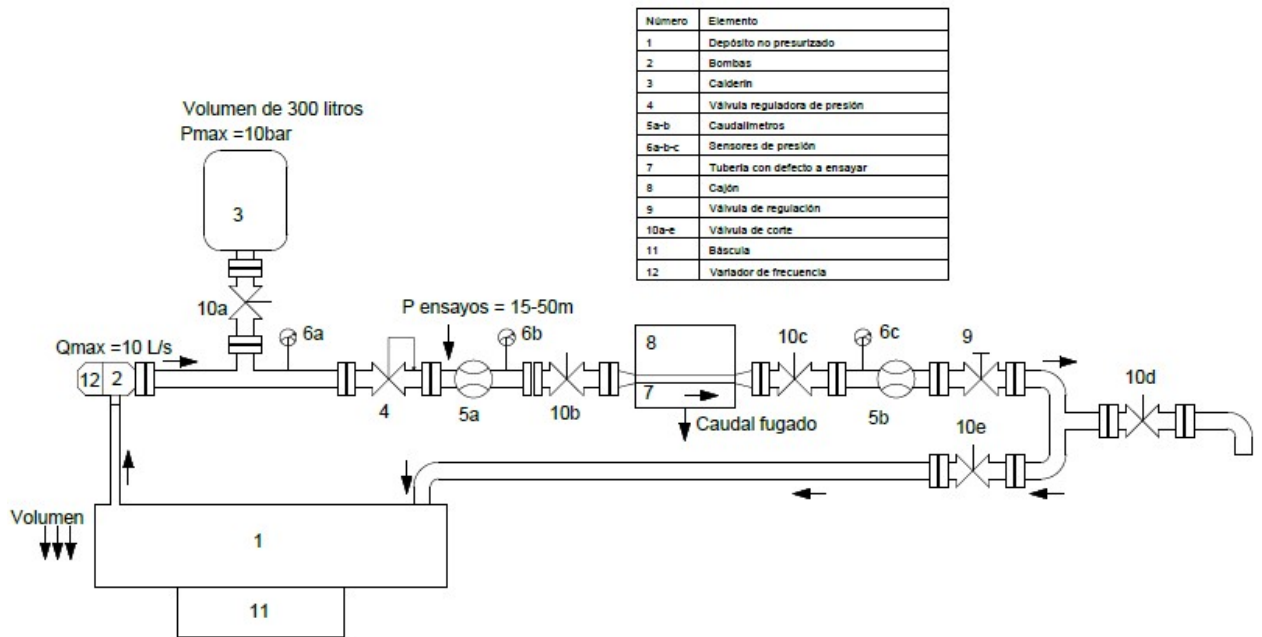 Número Elemento
1 Depósito no presurizado
2 Bombas
3 Calderín
4 Válvula reguladora de presión
5a-b Caudalímetros
6a-b-c Sensores de presión
7 Tubería con defecto a ensayar
8 Cajón
9 Válvula de regulación
10a-e Válvula de corte
11 Báscula
12 Variador de frecuencia
Volumen de 300 litros
Pmax =10bar
3
10a
6a
P ensayos = 15-50m
6b
8
10c
6c
9
Qmax =10 L/s
12 2
7
10d
4
5a
10b
Caudal fugado
5b
10e
Volumen
1
11